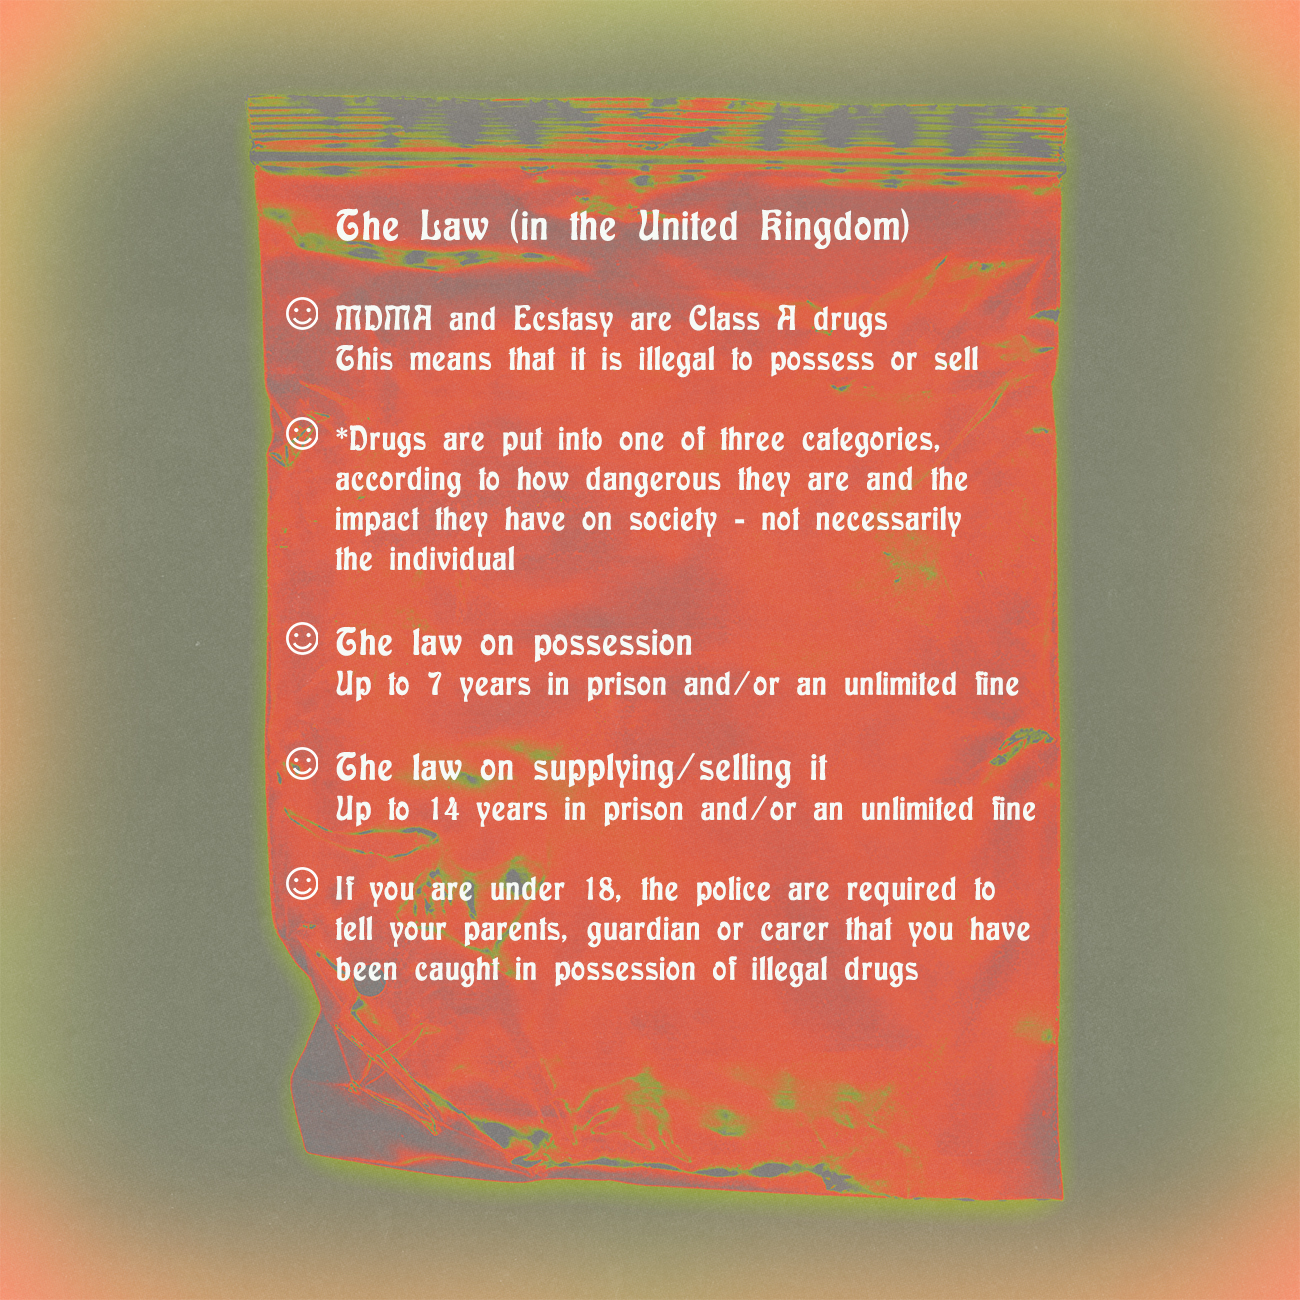 The Law (in the United Kingdom)
MDMA and Ecstasy are Class A drugs
This means that it is illegal to possess or sell
*Drugs are put into one of three categories,
according to how dangerous they are and the
impact they have on society - not necessarily
the individual
The law on possession
Up to 7 years in prison and/or an unlimited fine
The law on supplying/selling it
Up to 14 years in prison and/or an unlimited fine
If you are under 18, the police are required to
tell your parents, guardian or carer that you have
been caught in possession of illegal drugs